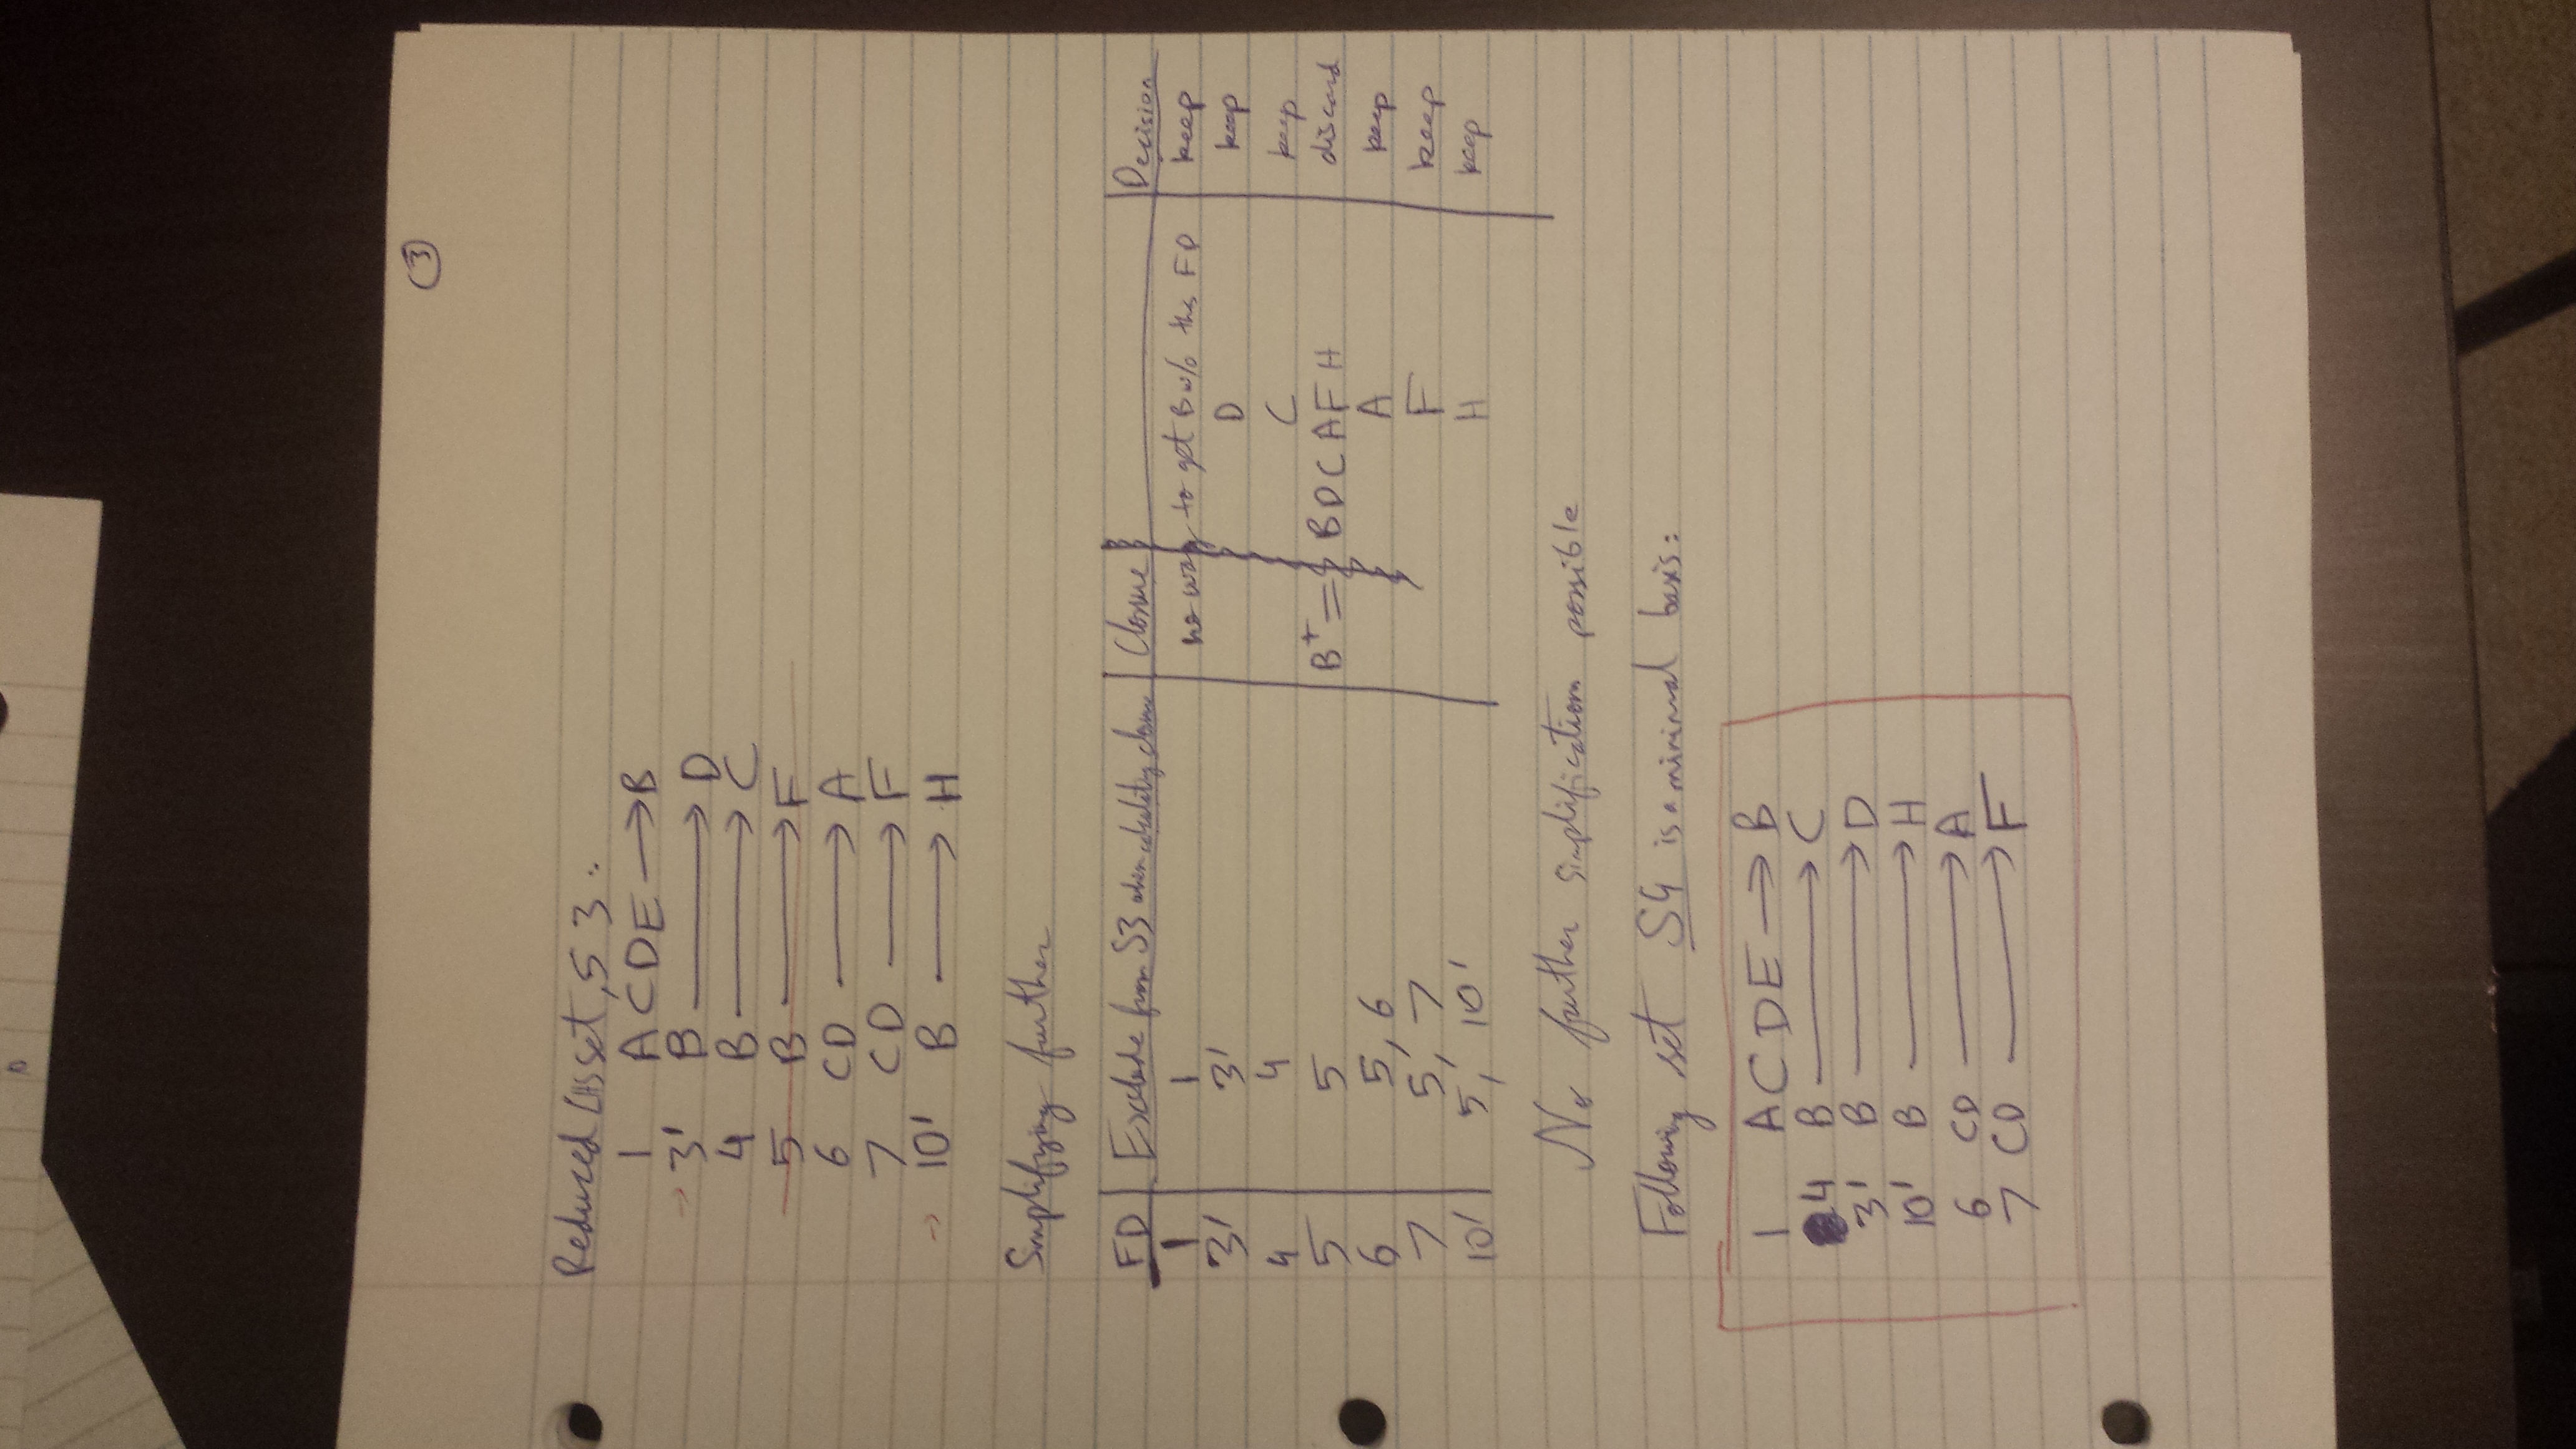 3
Reduced LHS set, S3:
1 ACDE → B
→ 3' B → D
4 B → C
5 B → F
6 CD → A
7 CD → F
→ 10' B → H
Simplifying further
FD Exclude from S3 when calculating closure Closure Decision
1 1 no way to get B w/o this FD keep
3' 3' D keep
4 4 C keep
5 5 B+ = BDCAFH discard
6 5, 6 A keep
7 5, 7 F keep
10' 5, 10' H keep
No further simplifications possible
Following set S4 is a minimal basis:
1 ACDE → B
4 B → C
3' B → D
10' B → H
6 CD → A
7 CD → F